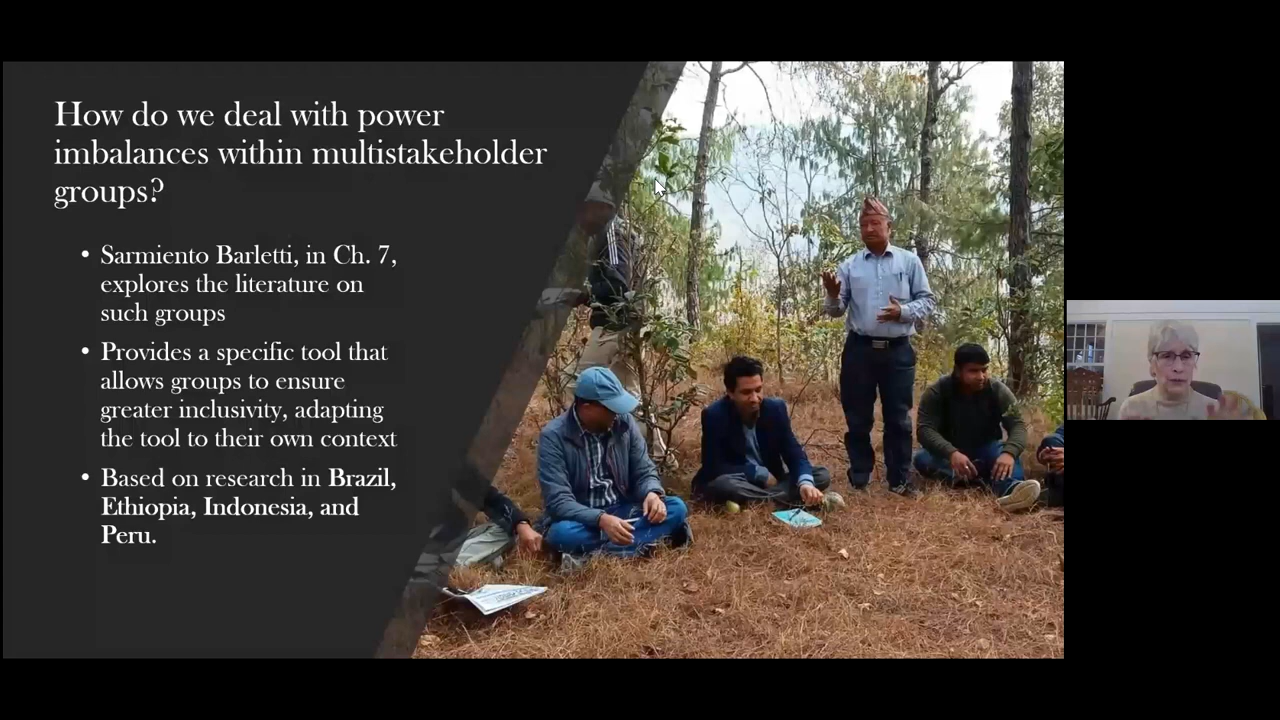 How do we deal with power
imbalances within multistakeholder
groups?
• Sarmiento Barletti, in Ch. 7,
explores the literature on
such groups
• Provides a specific tool that
allows groups to ensure
greater inclusivity, adapting
the tool to their own context
• Based on research in Brazil,
Ethiopia, Indonesia, and
Peru.